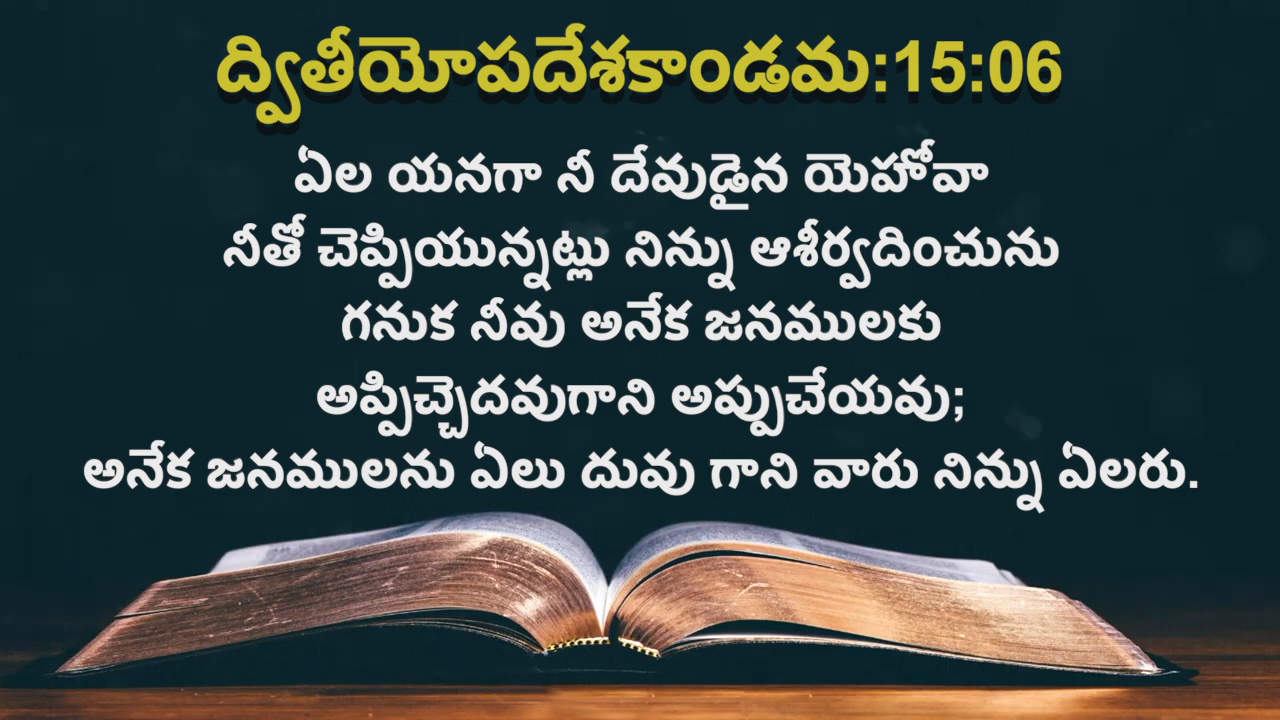 ద్వితీయోపదేశకాండమ:15:06
ఏల యనగా నీ దేవుడైన యెహోవా
నీతో చెప్పియున్నట్లు నిన్ను ఆశీర్వదించును
గనుక నీవు అనేక జనములకు
అప్పిచ్చెదవుగాని అప్పుచేయవు;
అనేక జనములను ఏలు దువు గాని వారు నిన్ను ఏలరు.